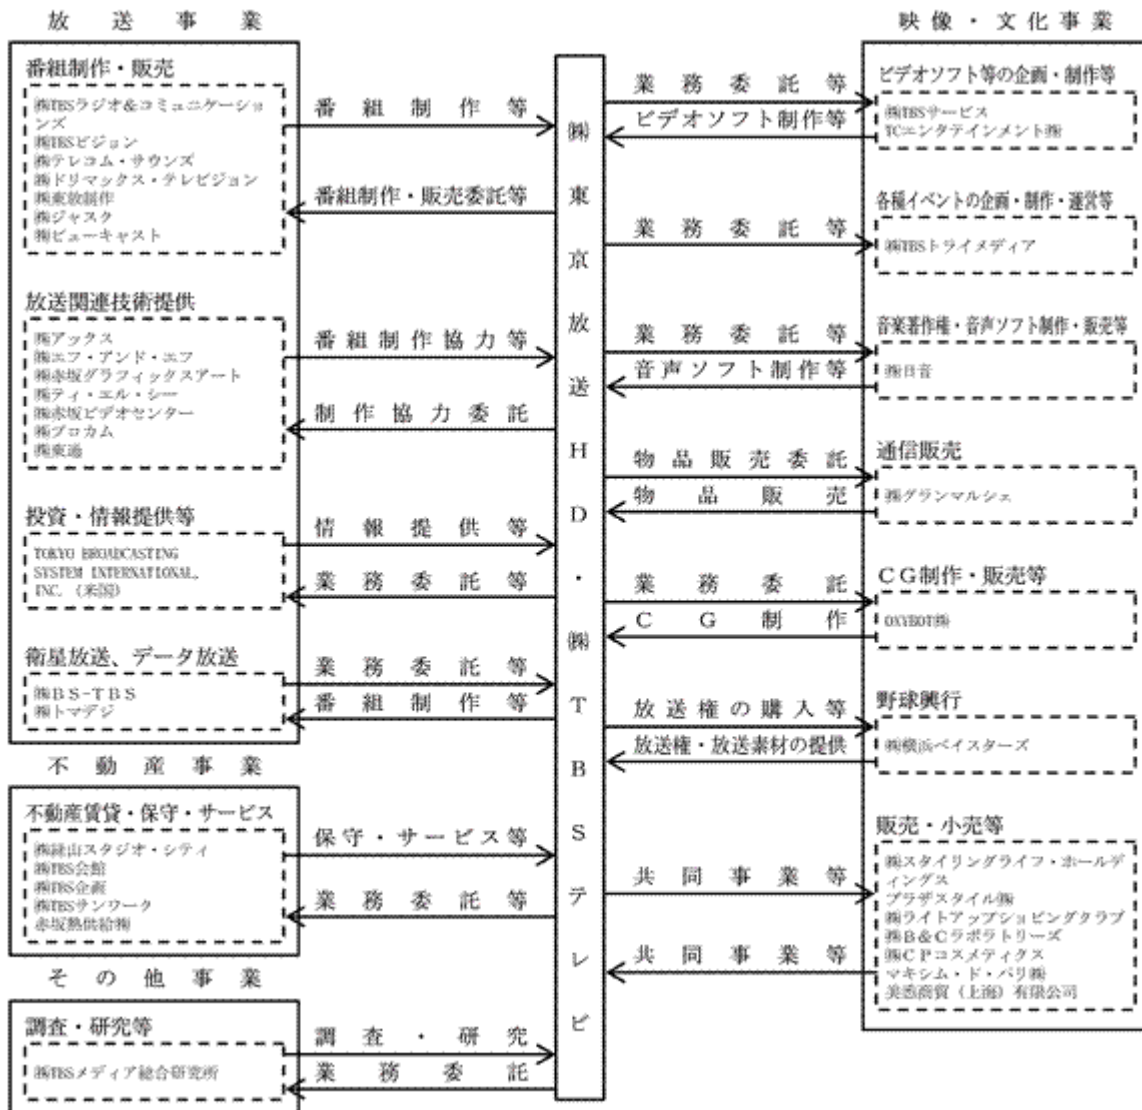 放送事業
番組制作・販売
㈱TBSラジオ&コミュニケーショ
ンズ
㈱TBSビジョン
㈱テレコム・サウンズ
㈱ドリマックス・テレビジョン
㈱東放制作
㈱ジャスク
㈱ビューキャスト
番組制作等
番組制作・販売委託等
放送関連技術提供
㈱アックス
㈱エフ・アンド・エフ
㈱赤坂グラフィックスアート
㈱ティ・エル・シー
㈱赤坂ビデオセンター
㈱プロカム
㈱東通
番組制作協力等
制作協力委託
投資・情報提供等
TOKYO BROADCASTING
SYSTEM INTERNATIONAL,
INC. (米国)
情報提供等
業務委託等
衛星放送、データ放送
㈱BS-TBS
㈱トマデジ
業務委託等
番組制作等
不動産事業
不動産賃貸・保守・サービス
㈱緑山スタジオ・シティ
㈱TBS会館
㈱TBS企画
㈱TBSサンワーク
赤坂熱供給㈱
保守・サービス等
業務委託等
その他事業
調査・研究等
㈱TBSメディア総合研究所
調査・研究
業務委託
㈱東京放送HD・㈱TBSテレビ
映像・文化事業
ビデオソフト等の企画・制作等
㈱TBSサービス
TCエンタテインメント㈱
業務委託等
ビデオソフト制作等
各種イベントの企画・制作・運営等
㈱TBSトライメディア
業務委託等
音楽著作権・音声ソフト制作・販売等
㈱日音
業務委託等
音声ソフト制作等
通信販売
㈱グランマルシェ
物品販売委託
物品販売
CG制作・販売等
OXYBOT㈱
業務委託
CG制作
野球興行
㈱横浜ベイスターズ
放送権の購入等
放送権・放送素材の提供
販売・小売等
㈱スタイリングライフ・ホールデ
ィングス
プラザスタイル㈱
㈱ライトアップショッピングクラブ
㈱B&Cラボラトリーズ
㈱CPコスメティクス
マキシム・ド・パリ㈱
美悉商貿（上海）有限公司
共同事業等
共同事業等